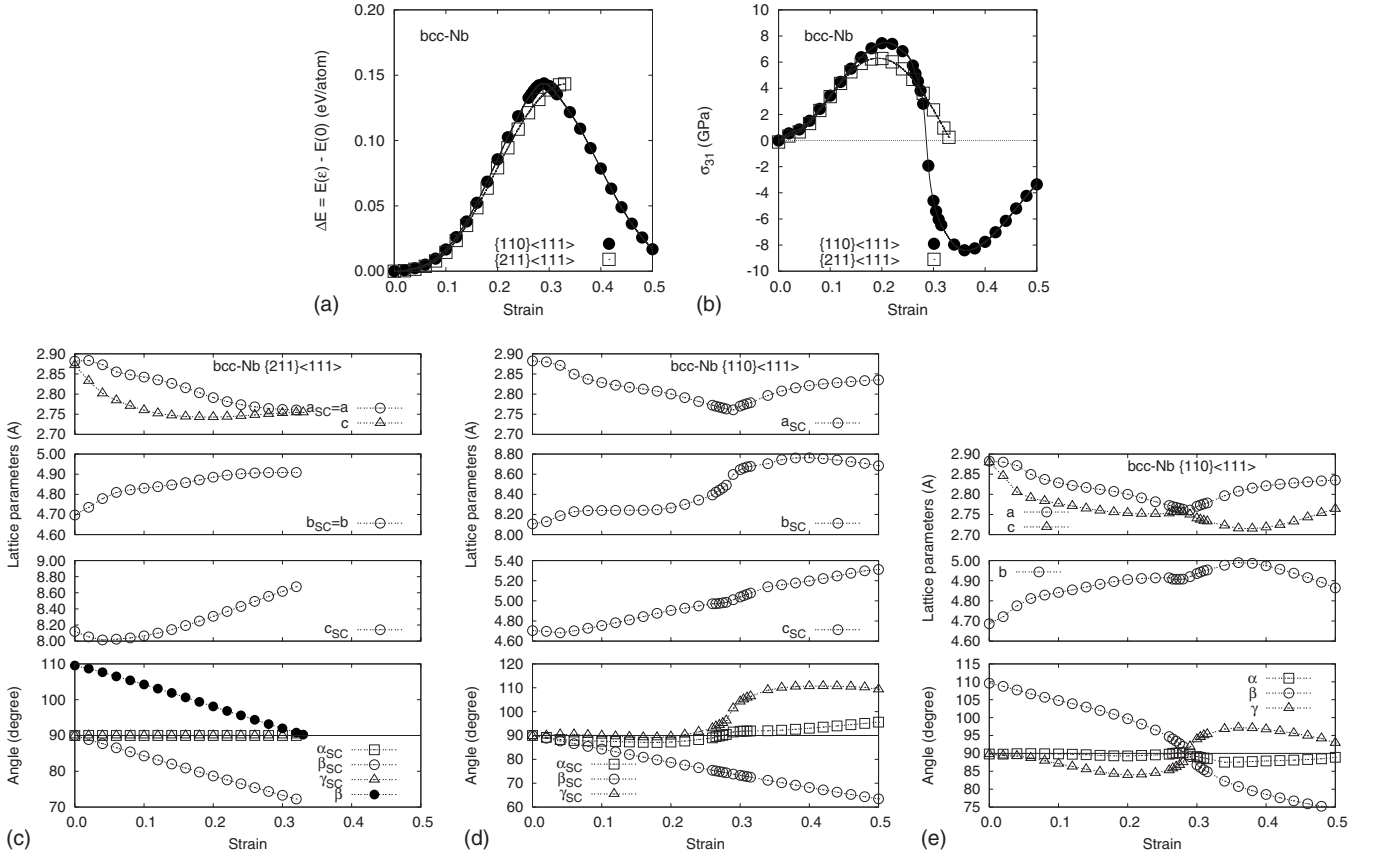 bcc-Nb
0.20
0.15
0.10
0.05
0.00
ΔE = E(ε) - E(0) (eV/atom)
{110}<111>
{211}<111>
0.0 0.1 0.2 0.3 0.4 0.5
Strain
(a)
bcc-Nb
10
8
6
4
2
0
-2
-4
-6
-8
-10
σ31 (GPa)
{110}<111>
{211}<111>
0.0 0.1 0.2 0.3 0.4 0.5
Strain
(b)
bcc-Nb {211}<111>
2.90
2.85
2.80
2.75
2.70
aSC=a
c
5.00
4.90
4.80
4.70
4.60
bSC=b
Lattice parameters (A)
9.00
8.80
8.60
8.40
8.20
8.00
cSC
110
100
90
80
70
Angle (degree)
αSC
βSC
γSC
β
0.0 0.1 0.2 0.3 0.4 0.5
Strain
(c)
bcc-Nb {110}<111>
2.90
2.85
2.80
2.75
2.70
aSC
8.80
8.60
8.40
8.20
8.00
bSC
Lattice parameters (A)
5.40
5.20
5.00
4.80
4.60
cSC
120
110
100
90
80
70
60
Angle (degree)
αSC
βSC
γSC
0.0 0.1 0.2 0.3 0.4 0.5
Strain
(d)
bcc-Nb {110}<111>
2.90
2.85
2.80
2.75
2.70
a
c
Lattice parameters (A)
5.00
4.90
4.80
4.70
4.60
b
115
110
105
100
95
90
85
80
75
Angle (degree)
α
β
γ
0.0 0.1 0.2 0.3 0.4 0.5
Strain
(e)